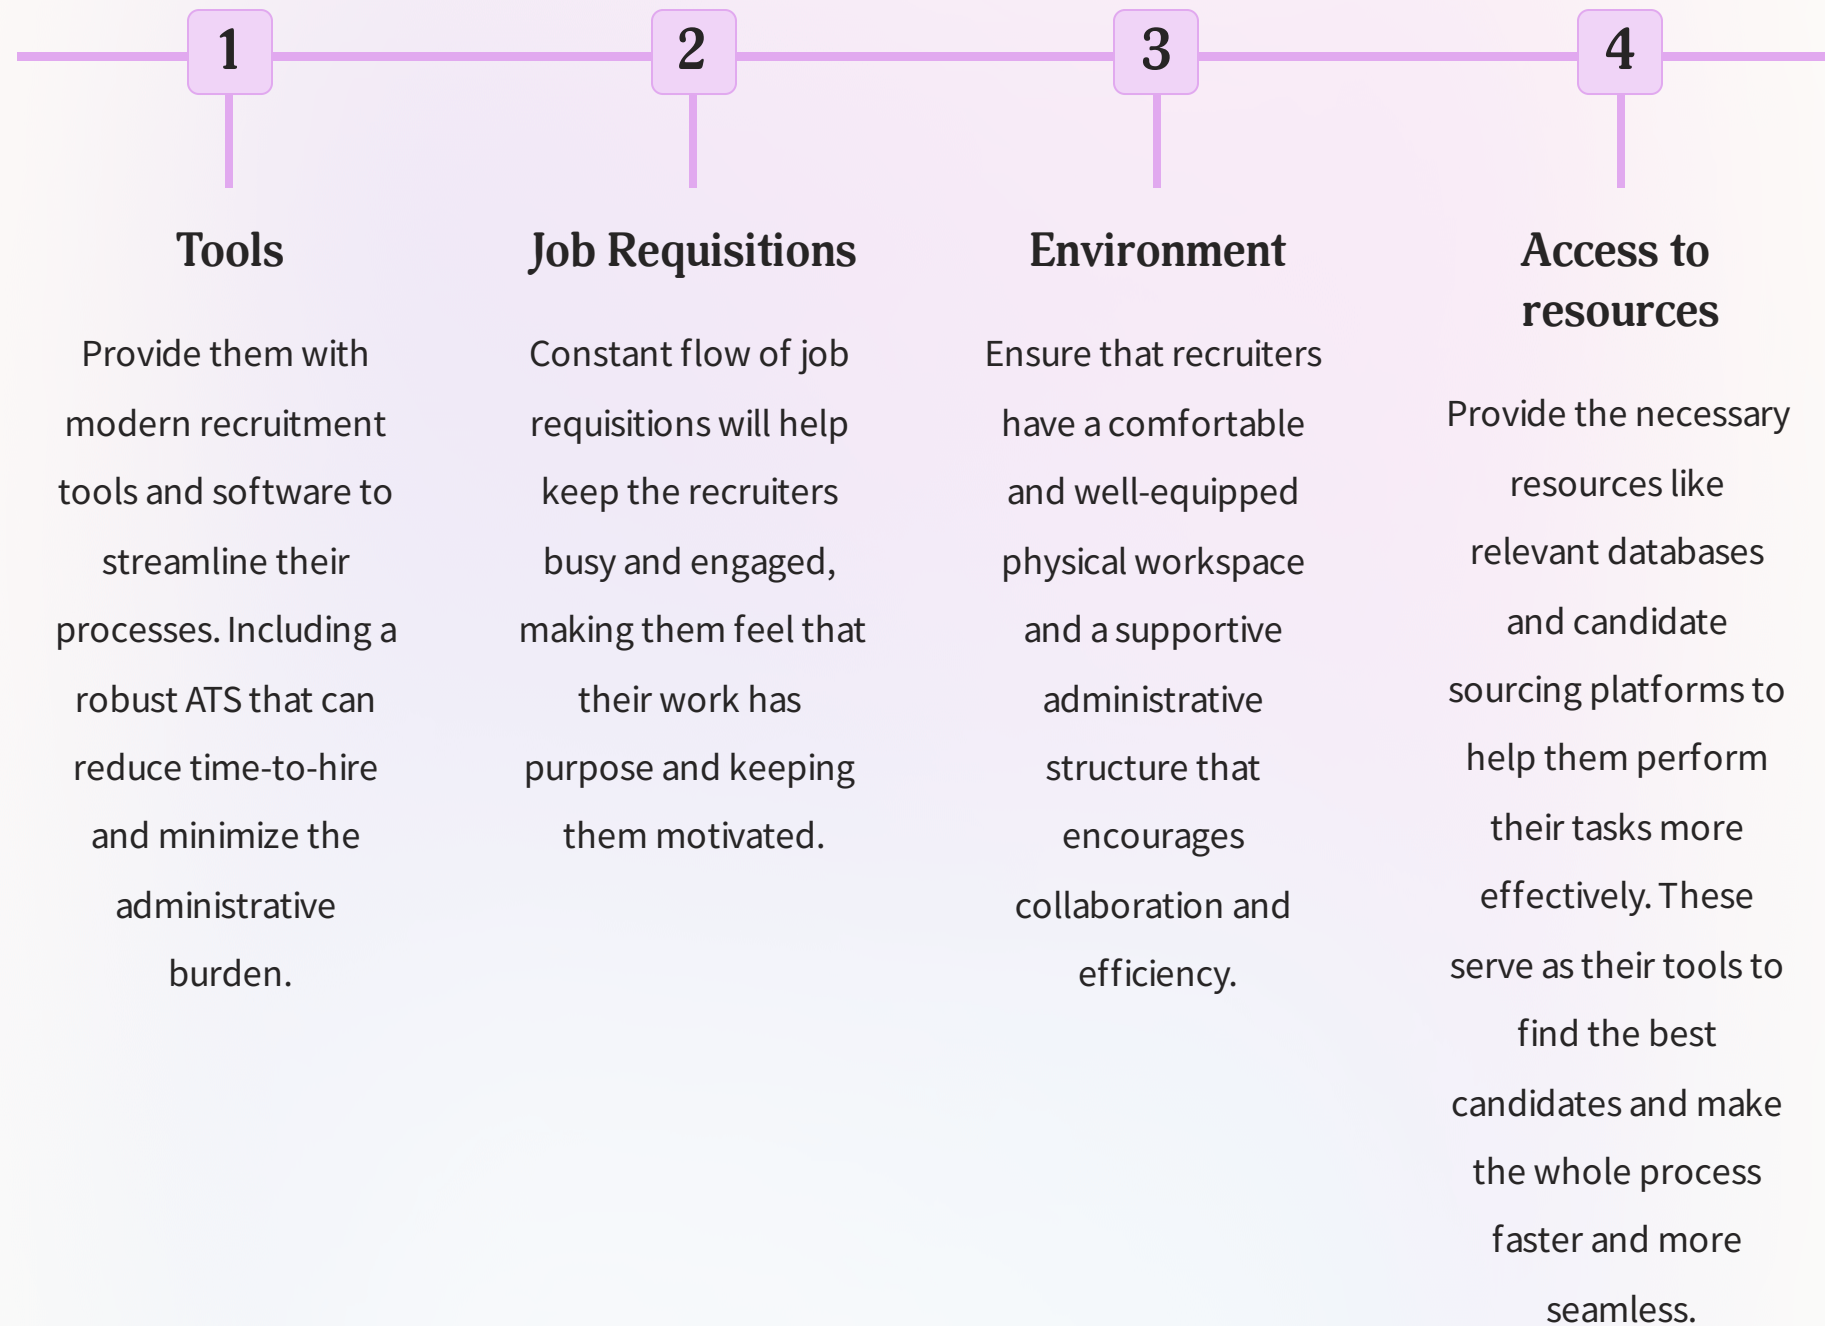 1
Tools
Provide them with
modern recruitment
tools and software to
streamline their
processes. Including a
robust ATS that can
reduce time-to-hire
and minimize the
administrative
burden.
2
Job Requisitions
Constant flow of job
requisitions will help
keep the recruiters
busy and engaged,
making them feel that
their work has
purpose and keeping
them motivated.
3
Environment
Ensure that recruiters
have a comfortable
and well-equipped
physical workspace
and a supportive
administrative
structure that
encourages
collaboration and
efficiency.
4
Access to
resources
Provide the necessary
resources like
relevant databases
and candidate
sourcing platforms to
help them perform
their tasks more
effectively. These
serve as their tools to
find the best
candidates and make
the whole process
faster and more
seamless.